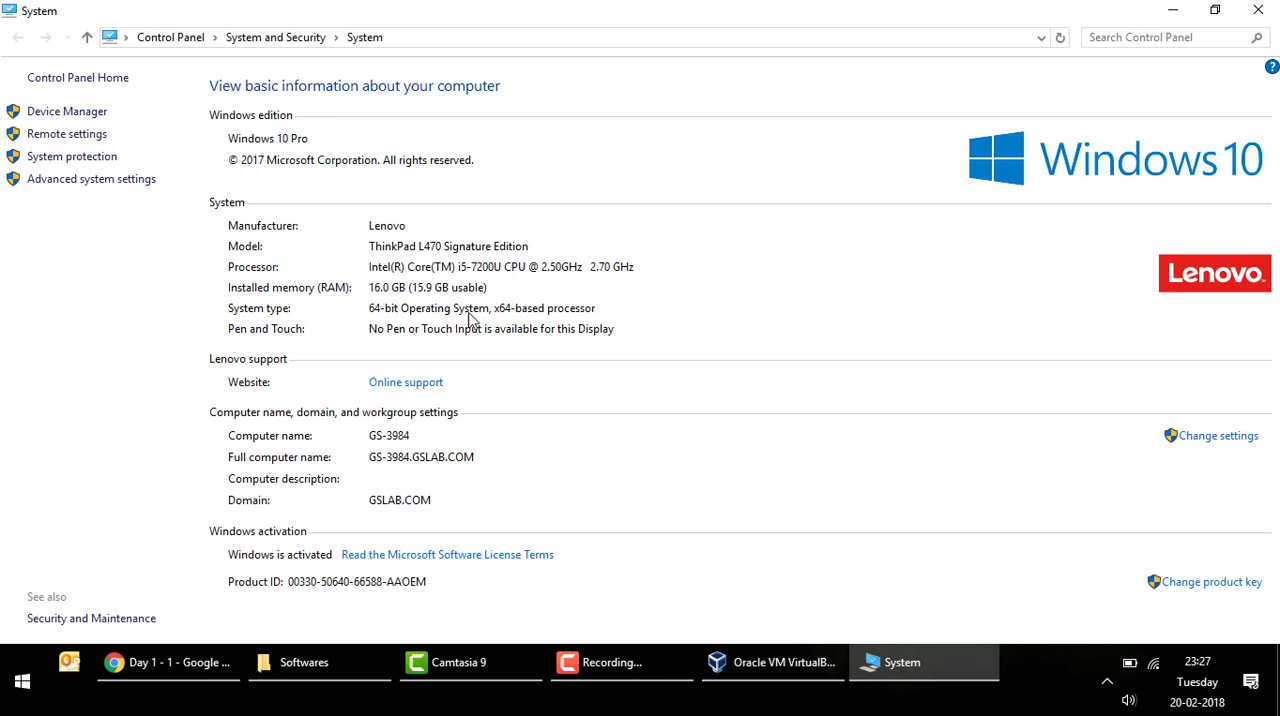 System
Control Panel › System and Security › System
Search Control Panel
Control Panel Home
Device Manager
Remote settings
System protection
Advanced system settings
View basic information about your computer
Windows edition
Windows 10 Pro
© 2017 Microsoft Corporation. All rights reserved.
Windows 10
System
Manufacturer: Lenovo
Model: ThinkPad L470 Signature Edition
Processor: Intel(R) Core(TM) i5-7200U CPU @ 2.50GHz 2.70 GHz
Installed memory (RAM): 16.0 GB (15.9 GB usable)
System type: 64-bit Operating System, x64-based processor
Pen and Touch: No Pen or Touch Input is available for this Display
Lenovo.
Lenovo support
Website: Online support
Computer name, domain, and workgroup settings
Computer name: GS-3984
Change settings
Full computer name: GS-3984.GSLAB.COM
Computer description:
Domain: GSLAB.COM
Windows activation
Windows is activated Read the Microsoft Software License Terms
Product ID: 00330-50640-66588-AAOEM
Change product key
See also
Security and Maintenance
Day 1 - 1 - Google ...
Softwares
Camtasia 9
Recording...
Oracle VM VirtualB...
System
23:27
Tuesday
20-02-2018